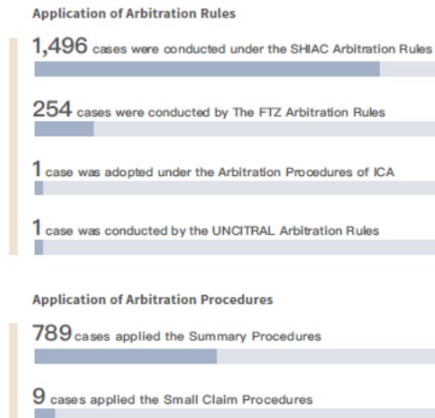 Application of Arbitration Rules
1,496 cases were conducted under the SHIAC Arbitration Rules
254 cases were conducted by The FTZ Arbitration Rules
1 case was adopted under the Arbitration Procedures of ICA
1 case was conducted by the UNCITRAL Arbitration Rules
Application of Arbitration Procedures
789 cases applied the Summary Procedures
9 cases applied the Small Claim Procedures